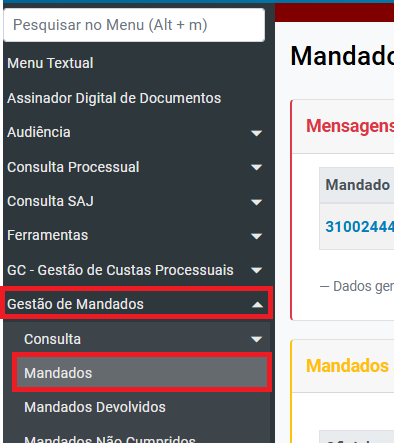 Pesquisar no Menu (Alt + m)
Menu Textual
Assinador Digital de Documentos
Audiência
Consulta Processual
Consulta SAJ
Ferramentas
GC - Gestão de Custas Processuais
Gestão de Mandados
Consulta
Mandados
Mandados Devolvidos
Mandados Não Cumpridos
Mandado
Mensagens
Mandado
31002444
— Dados ger
Mandados